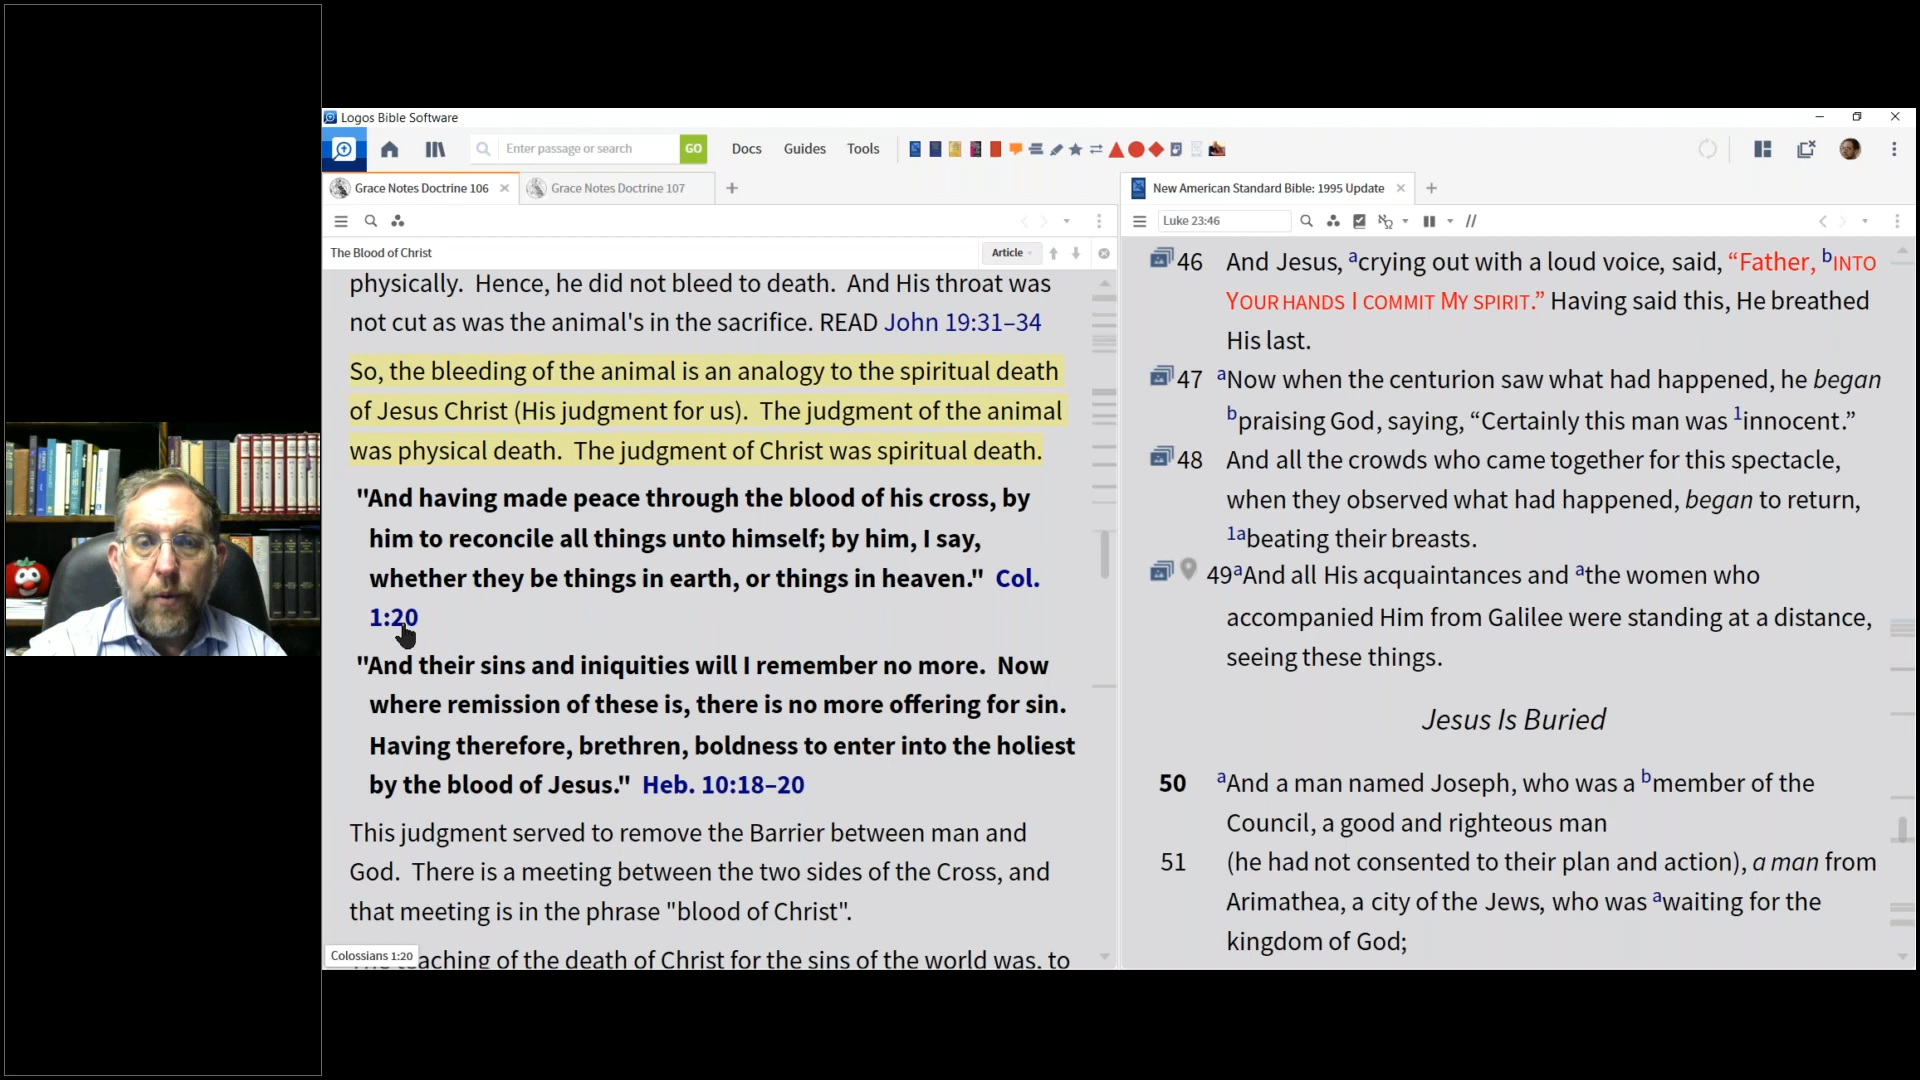 Logos Bible Software
Enter passage or search
GO
Docs
Guides
Tools
Grace Notes Doctrine 106
Grace Notes Doctrine 107
The Blood of Christ
Article
physically.  Hence, he did not bleed to death.  And His throat was
not cut as was the animal's in the sacrifice. READ John 19:31–34
So, the bleeding of the animal is an analogy to the spiritual death
of Jesus Christ (His judgment for us).  The judgment of the animal
was physical death.  The judgment of Christ was spiritual death.
"And having made peace through the blood of his cross, by
him to reconcile all things unto himself; by him, I say,
whether they be things in earth, or things in heaven."  Col.
1:20
"And their sins and iniquities will I remember no more.  Now
where remission of these is, there is no more offering for sin.
Having therefore, brethren, boldness to enter into the holiest
by the blood of Jesus."  Heb. 10:18–20
This judgment served to remove the Barrier between man and
God.  There is a meeting between the two sides of the Cross, and
that meeting is in the phrase "blood of Christ".
Colossians 1:20
teaching of the death of Christ for the sins of the world was, to
New American Standard Bible: 1995 Update
Luke 23:46
46 And Jesus, acrying out with a loud voice, said, “Father, bINTO
YOUR HANDS I COMMIT MY SPIRIT.” Having said this, He breathed
His last.
47 aNow when the centurion saw what had happened, he began
bpraising God, saying, “Certainly this man was 1innocent.”
48 And all the crowds who came together for this spectacle,
when they observed what had happened, began to return,
1abeating their breasts.
49 aAnd all His acquaintances and athe women who
accompanied Him from Galilee were standing at a distance,
seeing these things.
Jesus Is Buried
50 aAnd a man named Joseph, who was a bmember of the
Council, a good and righteous man
51 (he had not consented to their plan and action), a man from
Arimathea, a city of the Jews, who was awaiting for the
kingdom of God;